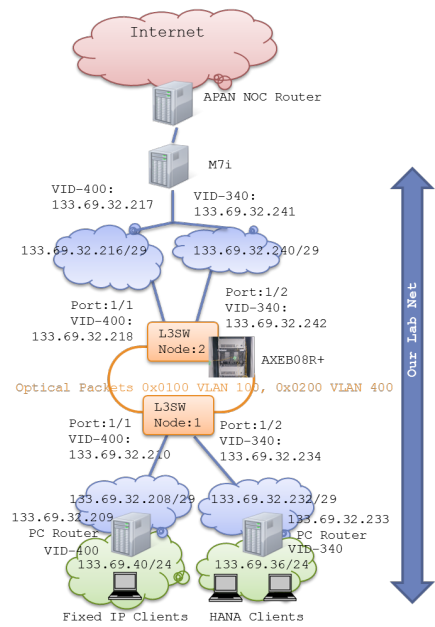 Internet
APAN NOC Router
M7i
VID-400:
133.69.32.217
VID-340:
133.69.32.241
133.69.32.216/29
133.69.32.240/29
Port:1/1
VID-400:
133.69.32.218
Port:1/2
VID-340:
133.69.32.242
L3SW
Node:2
AXEB08R+
Our Lab Net
Optical Packets 0x0100 VLAN 100, 0x0200 VLAN 400
L3SW
Node:1
Port:1/1
VID-400:
133.69.32.210
Port:1/2
VID-340:
133.69.32.234
133.69.32.208/29
133.69.32.232/29
133.69.32.209
PC Router
VID-400
133.69.32.233
PC Router
VID-340
133.69.40/24
133.69.36/24
Fixed IP Clients
HANA Clients